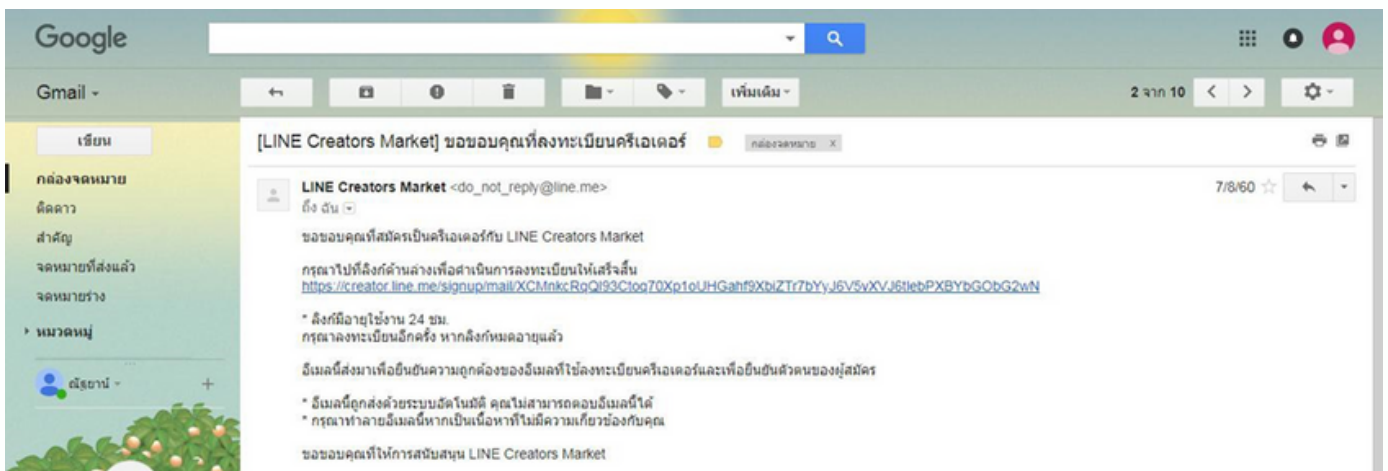 Google
Gmail
เพิ่มเติม
2 จาก 10
เขียน
[LINE Creators Market] ขอขอบคุณที่ลงทะเบียนครีเอเตอร์
กล่องจดหมาย x
กล่องจดหมาย
ติดดาว
สำคัญ
จดหมายที่ส่งแล้ว
จดหมายร่าง
หมวดหมู่
ณัฐยาน์
LINE Creators Market <do_not_reply@line.me>
7/8/60
ถึง ฉัน
ขอขอบคุณที่สมัครเป็นครีเอเตอร์กับ LINE Creators Market
กรุณาไปที่ลิงก์ด้านล่างเพื่อดำเนินการลงทะเบียนให้เสร็จสิ้น
https://creator.line.me/signup/mail/XCMnkcRqQl93Ctoq70Xp1oUHGahf9XbiZTr7bYyJ6V5vXVJ6tIebPXBYbGObG2wN
* ลิงก์มีอายุใช้งาน 24 ชม.
กรุณาลงทะเบียนอีกครั้ง หากลิงก์หมดอายุแล้ว
อีเมลนี้ส่งมาเพื่อยืนยันความถูกต้องของอีเมลที่ใช้ลงทะเบียนครีเอเตอร์และเพื่อยืนยันตัวตนของผู้สมัคร
* อีเมลนี้ถูกส่งด้วยระบบอัตโนมัติ คุณไม่สามารถตอบอีเมลนี้ได้
* กรุณาทำลายอีเมลนี้หากเป็นเนื้อหาที่ไม่มีความเกี่ยวข้องกับคุณ
ขอขอบคุณที่ให้การสนับสนุน LINE Creators Market